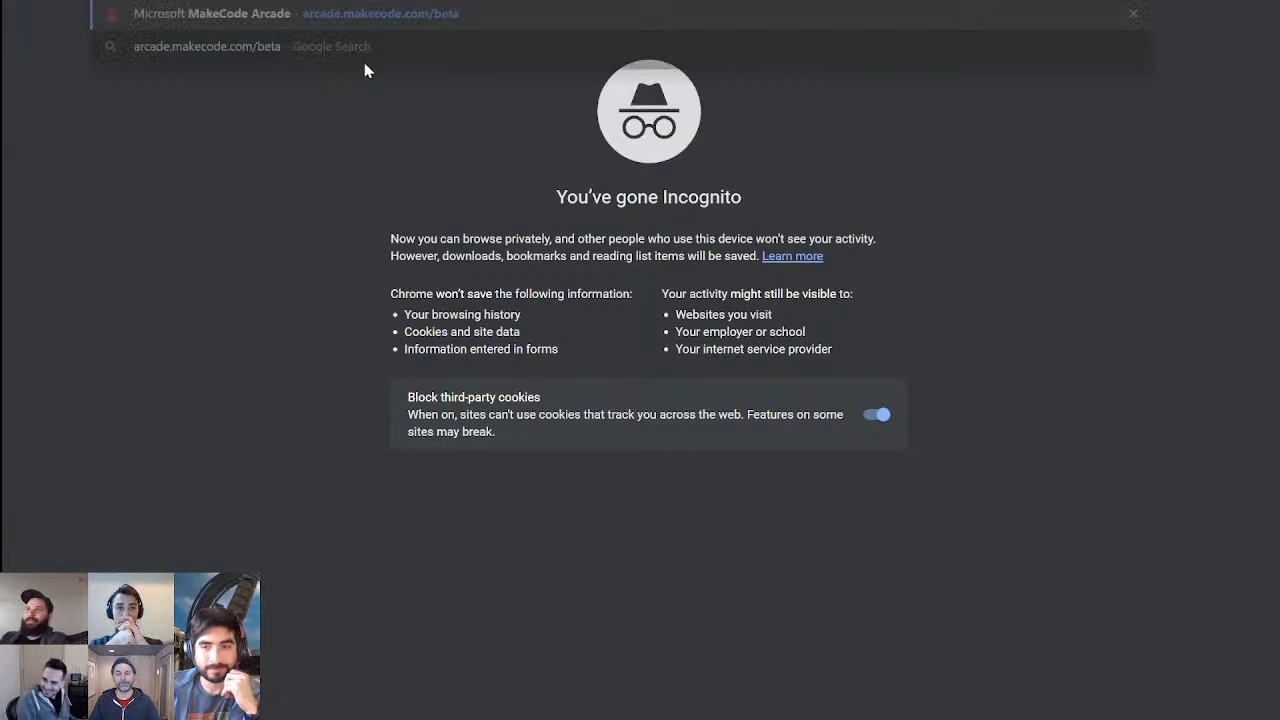 Microsoft MakeCode Arcade - arcade.makecode.com/beta
arcade.makecode.com/beta - Google Search
You've gone Incognito
Now you can browse privately, and other people who use this device won't see your activity.
However, downloads, bookmarks and reading list items will be saved. Learn more
Chrome won't save the following information:
• Your browsing history
• Cookies and site data
• Information entered in forms
Your activity might still be visible to:
• Websites you visit
• Your employer or school
• Your internet service provider
Block third-party cookies
When on, sites can't use cookies that track you across the web. Features on some
sites may break.